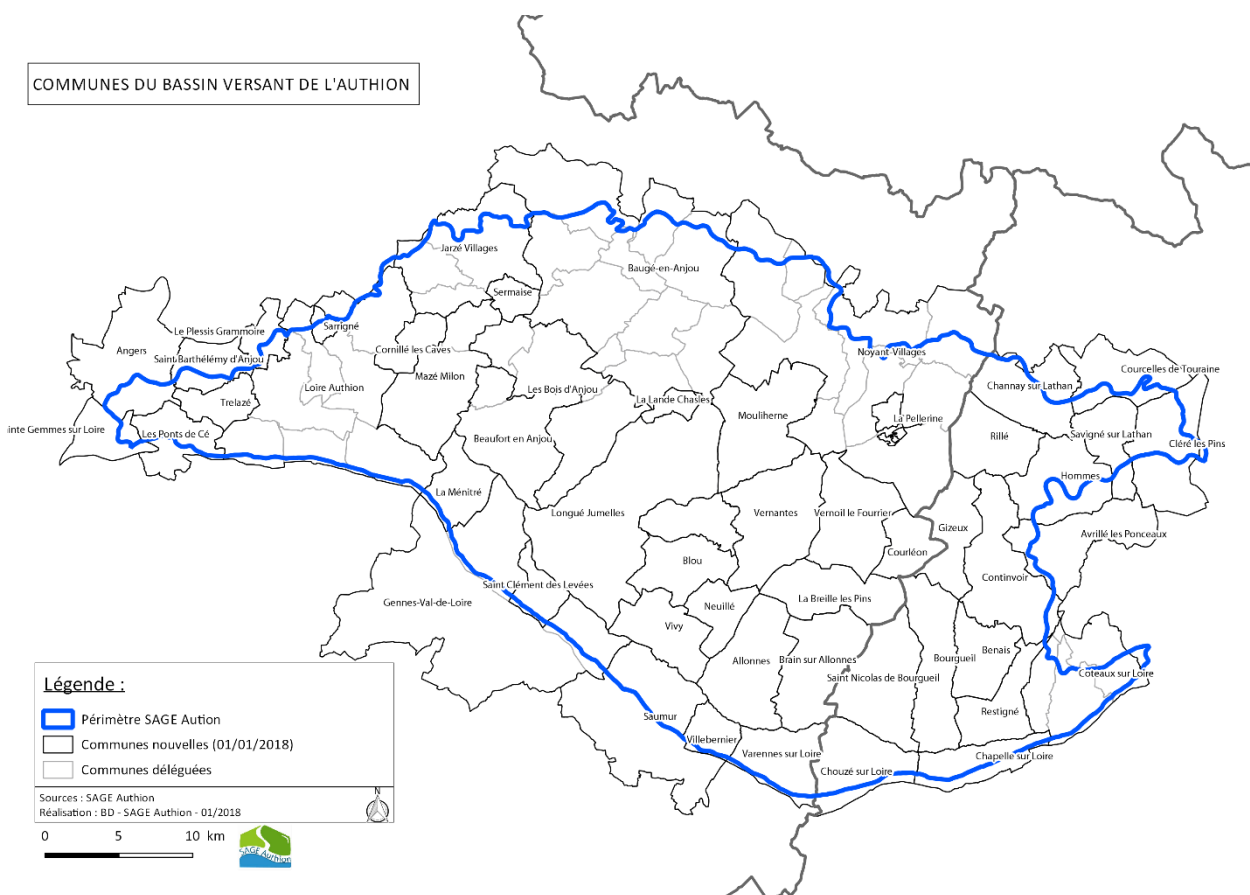 COMMUNES DU BASSIN VERSANT DE L'AUTHION
Jarzé Villages
Baugé-en-Anjou
Sermaise
Le Plessis Grammoire
Sarrigné
Angers
Saint Barthélemy d'Anjou
Cornillé les Caves
Noyant-Villages
Courcelles de Touraine
Loire Authion
Mazé Milon
Les Bois d'Anjou
Channay sur Lathan
Trelazé
La Lande Chasles
Mouliherne
La Pellerine
inte Gemmes sur Loire
Les Ponts de Cé
Beaufort en Anjou
Rillé
Savigné sur Lathan
Cléré les Pins
Hommes
La Ménitré
Longué Jumelles
Vernantes
Vernoil le Fourrier
Gizeux
Avrillé les Ponceaux
Courléon
Blou
Continvoir
Saint Clément des Levées
Gennes-Val-de-Loire
Neuillé
La Breille les Pins
Vivy
Allonnes
Brain sur Allonnes
Bourgueil
Benais
Saint Nicolas de Bourgueil
Côteaux sur Loire
Restigné
Saumur
Villebernier
Varennes sur Loire
Chouzé sur Loire
Chapelle sur Loire
Légende :
Périmètre SAGE Aution
Communes nouvelles (01/01/2018)
Communes déléguées
Sources : SAGE Authion
Réalisation : BD - SAGE Authion - 01/2018
N
0 5 10 km
SAGE Authion